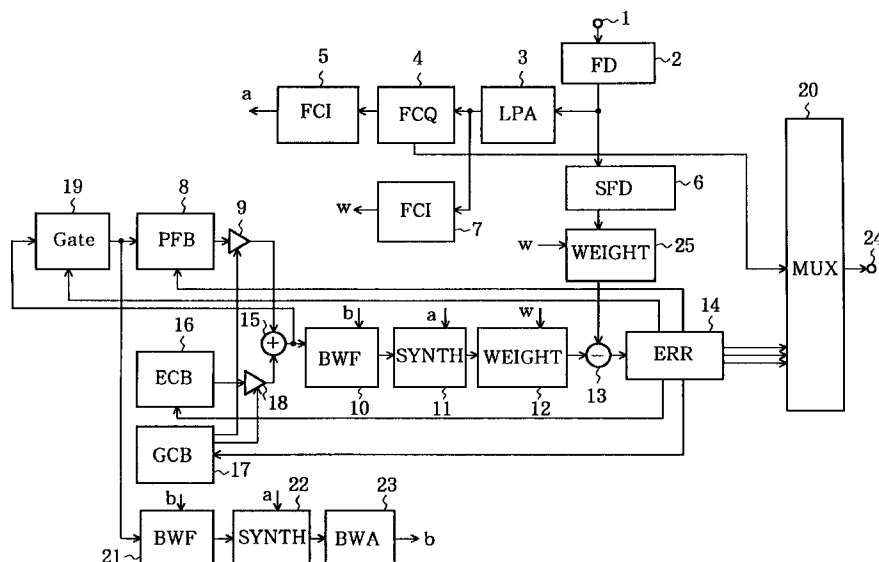 1
FD
2
5
4
3
20
a
FCI
FCQ
LPA
SFD
6
19
8
9
w
FCI
7
w
WEIGHT
25
24
Gate
PFB
MUX
14
16
15
b
a
w
+
BWF
SYNTH
WEIGHT
−
ERR
ECB
18
10
11
12
13
GCB
17
b
a
22
23
BWF
SYNTH
BWA
b
21